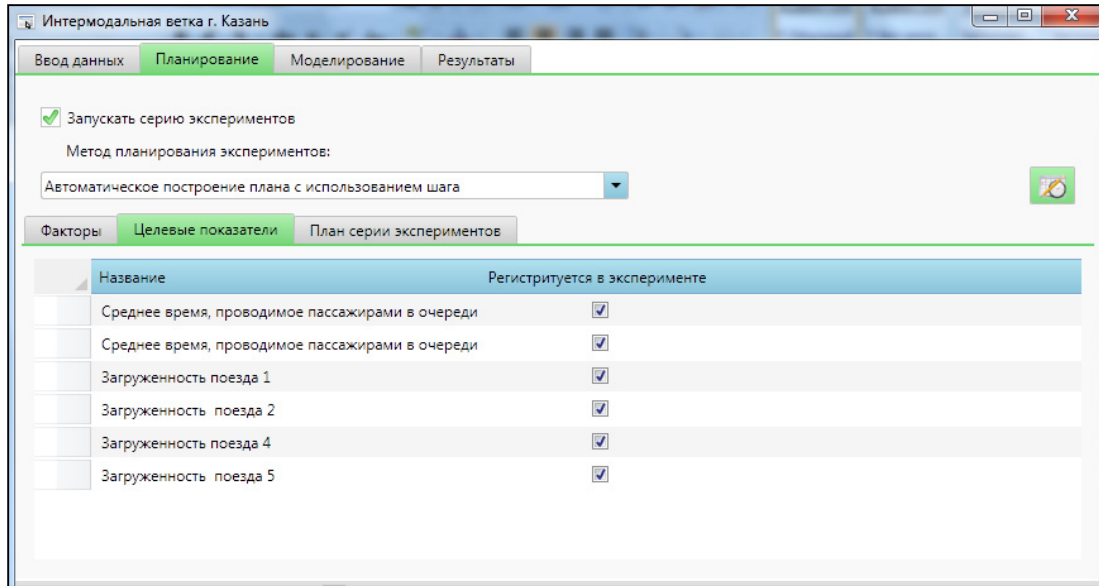 Интермодальная ветка г. Казань
Ввод данных Планирование Моделирование Результаты
Запускать серию экспериментов
Метод планирования экспериментов:
Автоматическое построение плана с использованием шага
Факторы Целевые показатели План серии экспериментов
Название Регистритуется в эксперименте
Среднее время, проводимое пассажирами в очереди
Среднее время, проводимое пассажирами в очереди
Загруженность поезда 1
Загруженность поезда 2
Загруженность поезда 4
Загруженность поезда 5